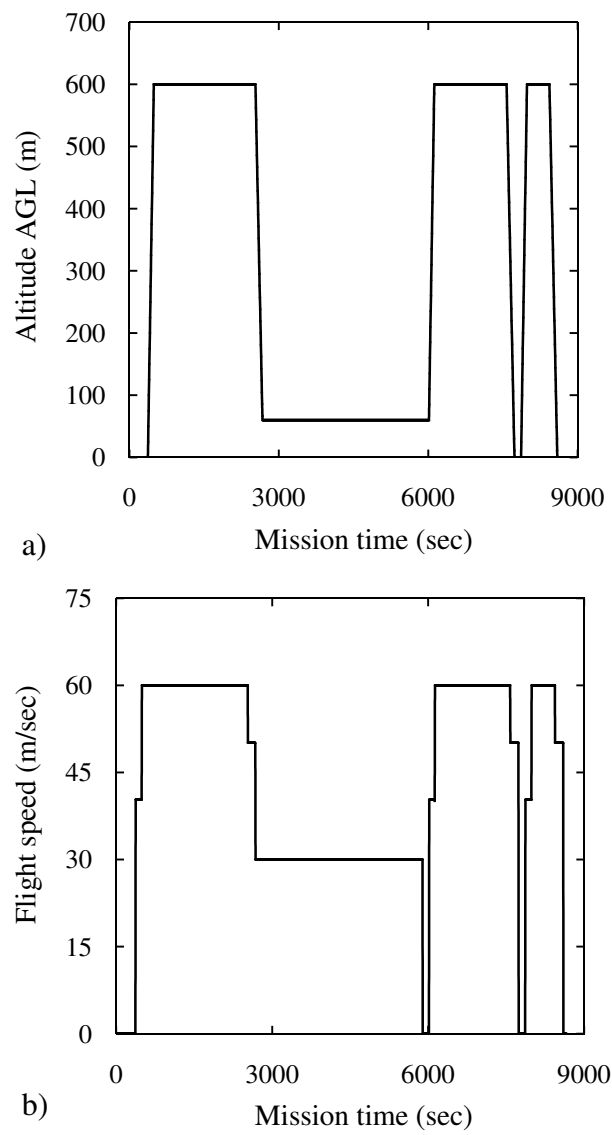 700
600
500
400
300
200
100
0
Altitude AGL (m)
0 3000 6000 9000
Mission time (sec)
a)
75
60
45
30
15
0
Flight speed (m/sec)
0 3000 6000 9000
Mission time (sec)
b)